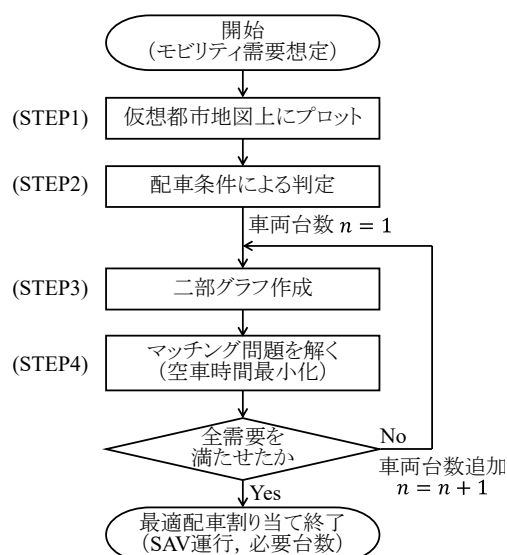 開始
(モビリティ需要想定)
(STEP1)
仮想都市地図上にプロット
(STEP2)
配車条件による判定
車両台数 n = 1
(STEP3)
二部グラフ作成
(STEP4)
マッチング問題を解く
(空車時間最小化)
全需要を
満たせたか
No
車両台数追加
n = n + 1
Yes
最適配車割り当て終了
(SAV運行, 必要台数)